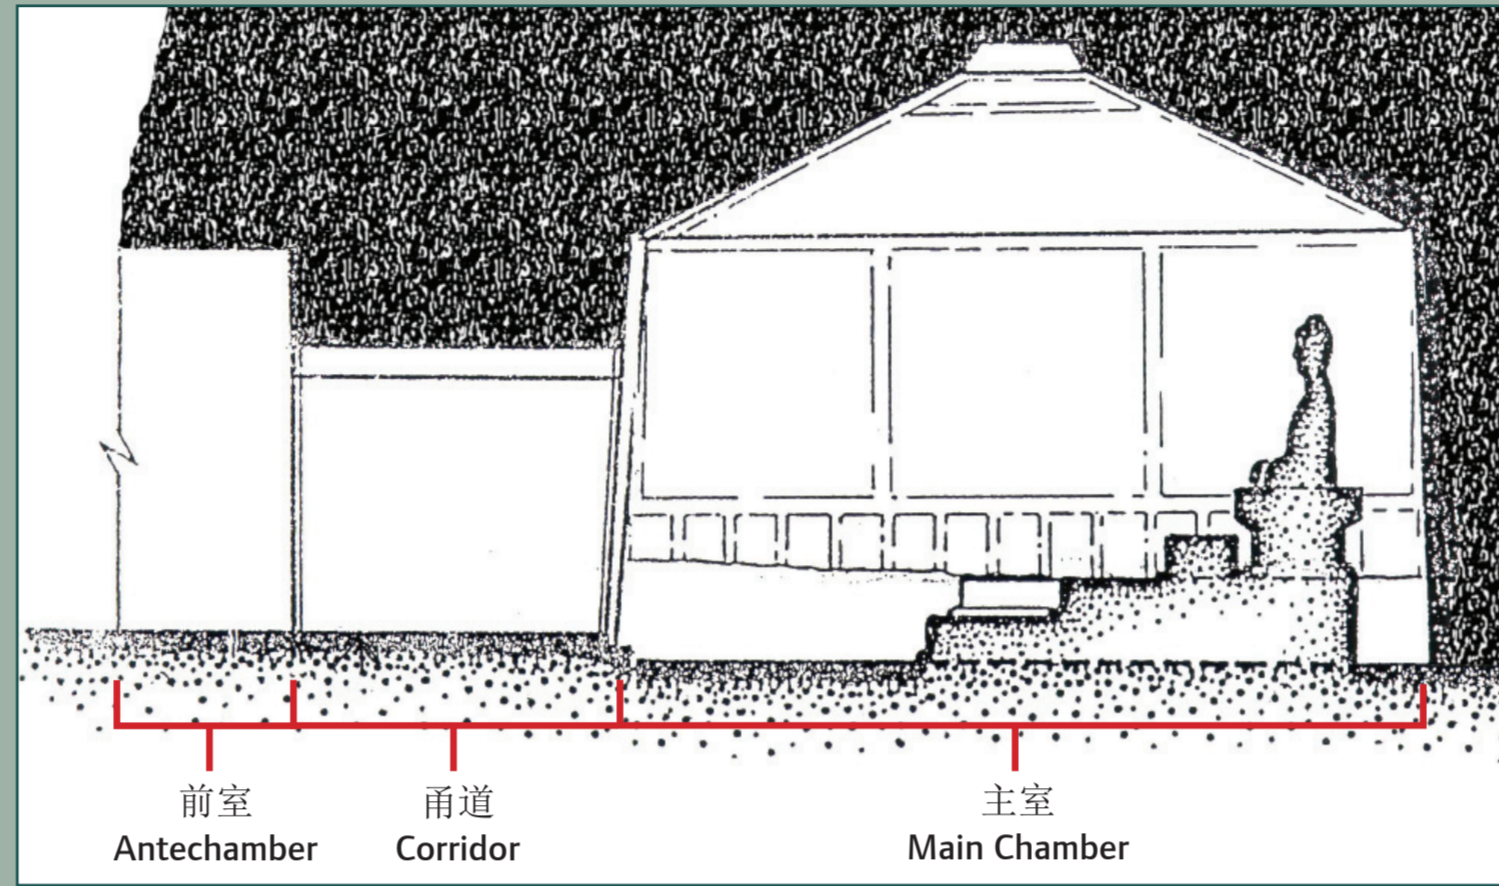 前室
Antechamber
甬道
Corridor
主室
Main Chamber